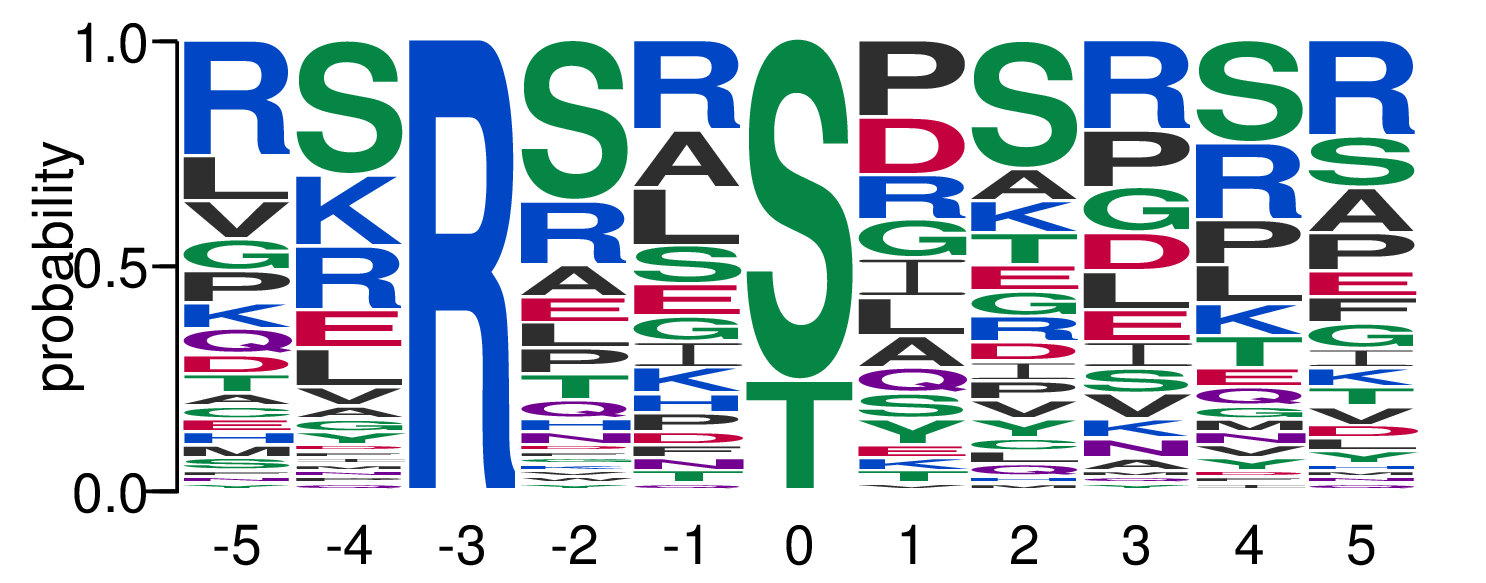 1.0
0.5
0.0
probability
R L V G P K Q D T A C E H M S
S K R E L V A G Y
R
S R A E L P T Q H N
R A L S E G I K H P D F N T
S T
P D R G I L A Q S Y E K T
S A K T E G R D I P V Y C L Q
R P G D L E I S V K N A
S R P L K T E Q G M N V Y
R S A P E F G I K T V D L
-5 -4 -3 -2 -1 0 1 2 3 4 5